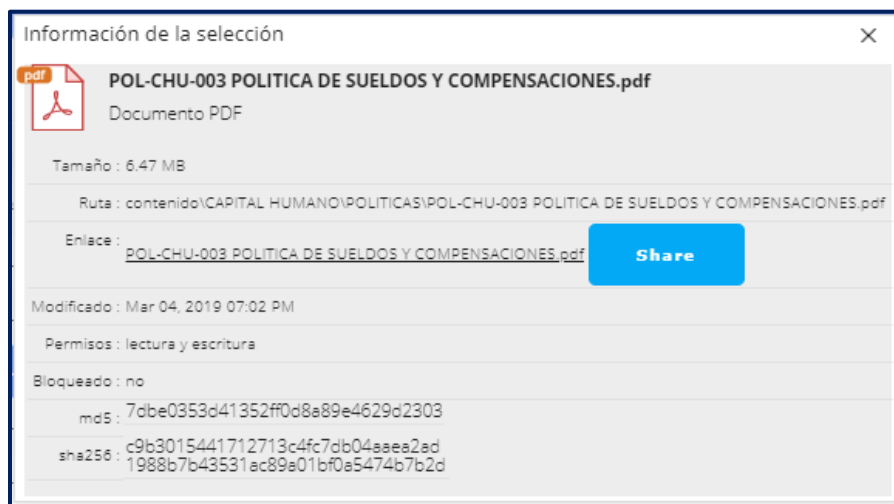 Información de la selección
pdf
POL-CHU-003 POLITICA DE SUELDOS Y COMPENSACIONES.pdf
Documento PDF
Tamaño : 6.47 MB
Ruta : contenido\CAPITAL HUMANO\POLITICAS\POL-CHU-003 POLITICA DE SUELDOS Y COMPENSACIONES.pdf
Enlace : POL-CHU-003 POLITICA DE SUELDOS Y COMPENSACIONES.pdf Share
Modificado : Mar 04, 2019 07:02 PM
Permisos : lectura y escritura
Bloqueado : no
md5 : 7dbe0353d41352ff0d8a89e4629d2303
sha256 : c9b3015441712713c4fc7db04aaea2ad
1988b7b43531ac89a01bf0a5474b7b2d